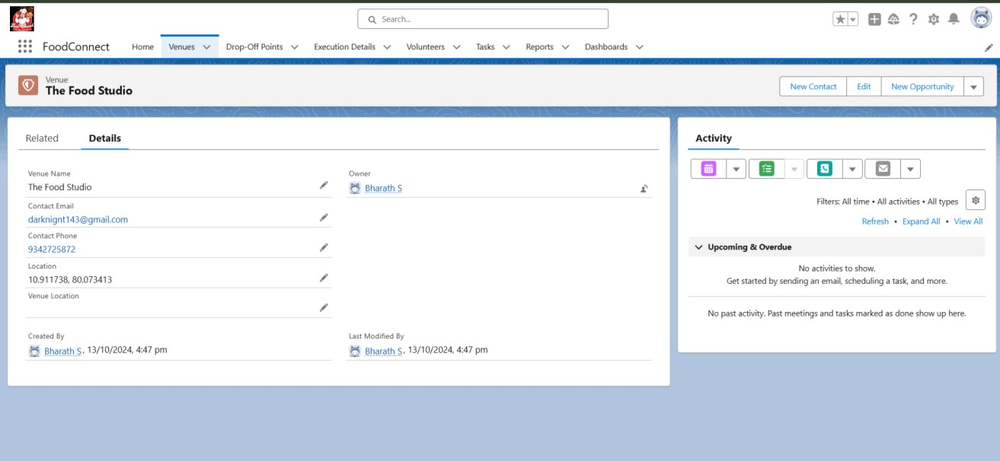 Search...
FoodConnect
Home
Venues
Drop-Off Points
Execution Details
Volunteers
Tasks
Reports
Dashboards
Venue
The Food Studio
New Contact
Edit
New Opportunity
Related
Details
Venue Name
The Food Studio
Contact Email
darknignt143@gmail.com
Contact Phone
9342725872
Location
10.911738, 80.073413
Venue Location
Created By
Bharath S, 13/10/2024, 4:47 pm
Owner
Bharath S
Last Modified By
Bharath S, 13/10/2024, 4:47 pm
Activity
Filters: All time • All activities • All types
Refresh • Expand All • View All
Upcoming & Overdue
No activities to show.
Get started by sending an email, scheduling a task, and more.
No past activity. Past meetings and tasks marked as done show up here.